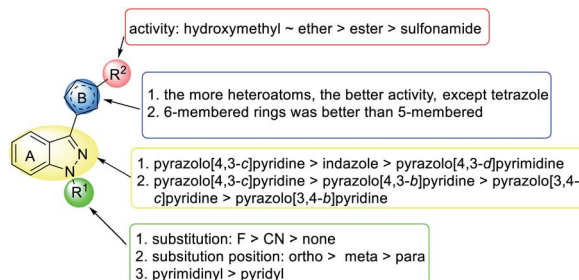 activity: hydroxymethyl ~ ether > ester > sulfonamide
R2
B
1. the more heteroatoms, the better activity, except tetrazole
2. 6-membered rings was better than 5-membered
A
N
N
R1
1. pyrazolo[4,3-c]pyridine > indazole > pyrazolo[4,3-d]pyrimidine
2. pyrazolo[4,3-c]pyridine > pyrazolo[4,3-b]pyridine > pyrazolo[3,4-
c]pyridine > pyrazolo[3,4-b]pyridine
1. substitution: F > CN > none
2. subsitution position: ortho > meta > para
3. pyrimidinyl > pyridyl